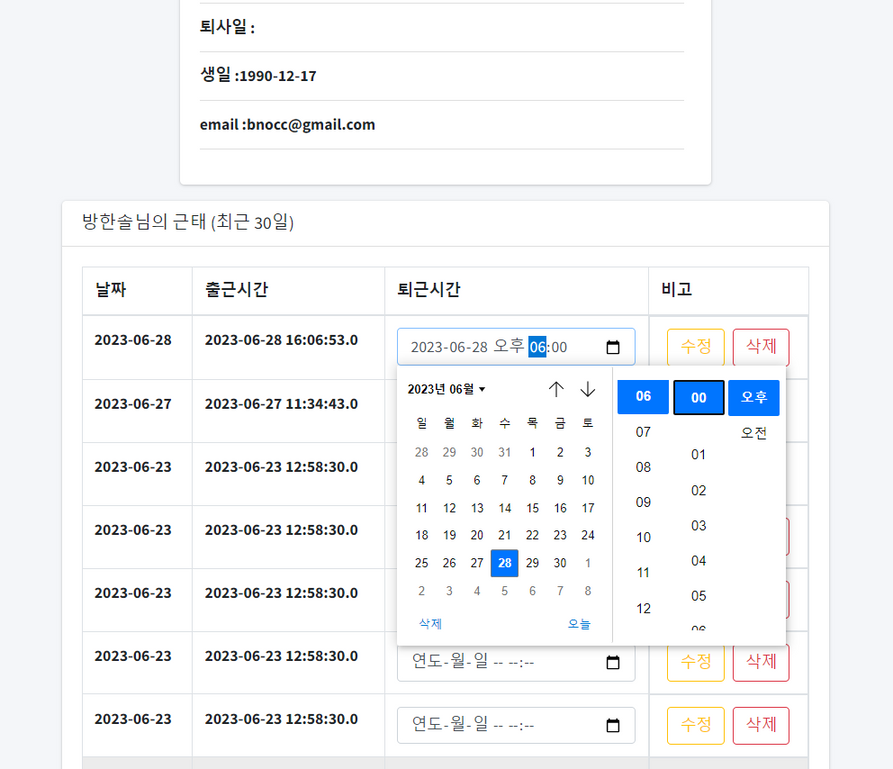 퇴사일 :
생일 :1990-12-17
email :bnocc@gmail.com
방한솔님의 근태 (최근 30일)
날짜 출근시간 퇴근시간 비고
2023-06-28 2023-06-28 16:06:53.0 2023-06-28 오후 06:00 수정 삭제
2023년 06월 06 00 오후
일 월 화 수 목 금 토 07 01 오전
28 29 30 31 1 2 3 08 02
4 5 6 7 8 9 10 09 03
11 12 13 14 15 16 17 10 04
18 19 20 21 22 23 24 11 05
25 26 27 28 29 30 1 12
2 3 4 5 6 7 8
삭제 오늘
2023-06-27 2023-06-27 11:34:43.0
2023-06-23 2023-06-23 12:58:30.0
2023-06-23 2023-06-23 12:58:30.0
2023-06-23 2023-06-23 12:58:30.0
2023-06-23 2023-06-23 12:58:30.0 연도-월-일 -- --:-- 수정 삭제
2023-06-23 2023-06-23 12:58:30.0 연도-월-일 -- --:-- 수정 삭제